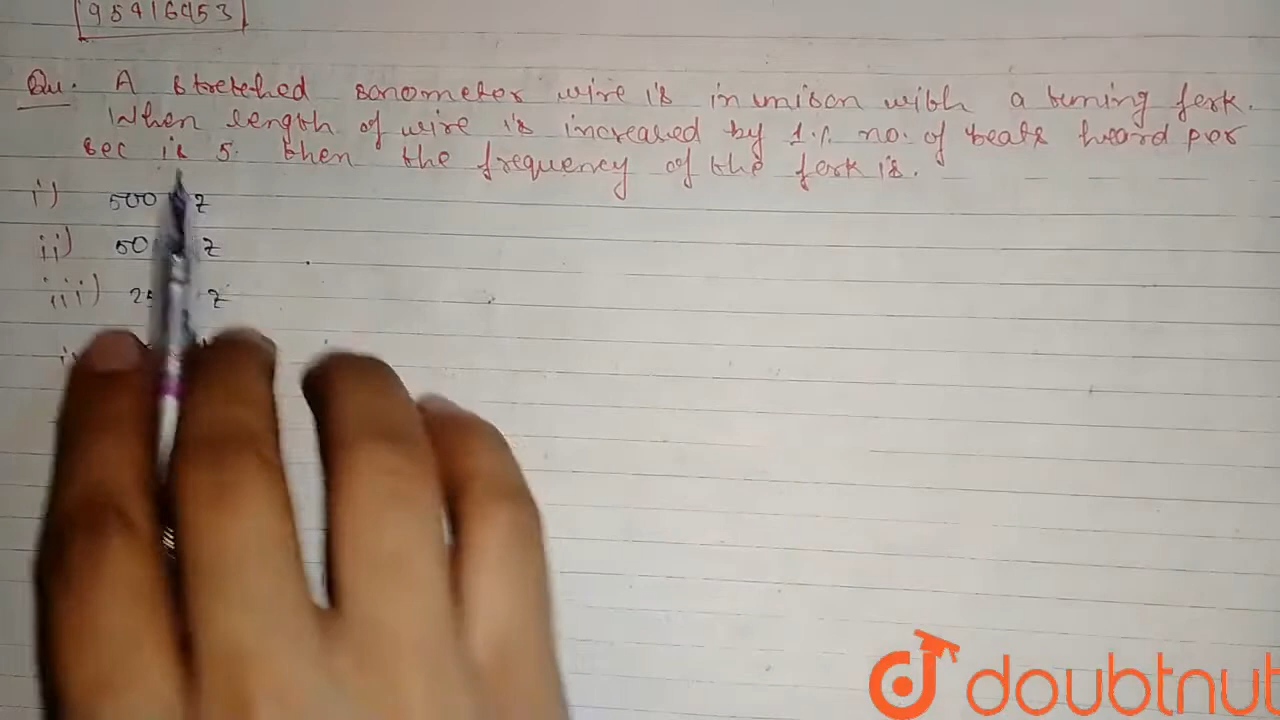 95416953
Qu. A stretched sonometer wire is in unison with a tuning fork.
When length of wire is increased by 1.%. no. of beats heard per
sec is 5. then the frequency of the fork is.
i) 500 z
ii) 50 z
iii) 25 z
doubtnut